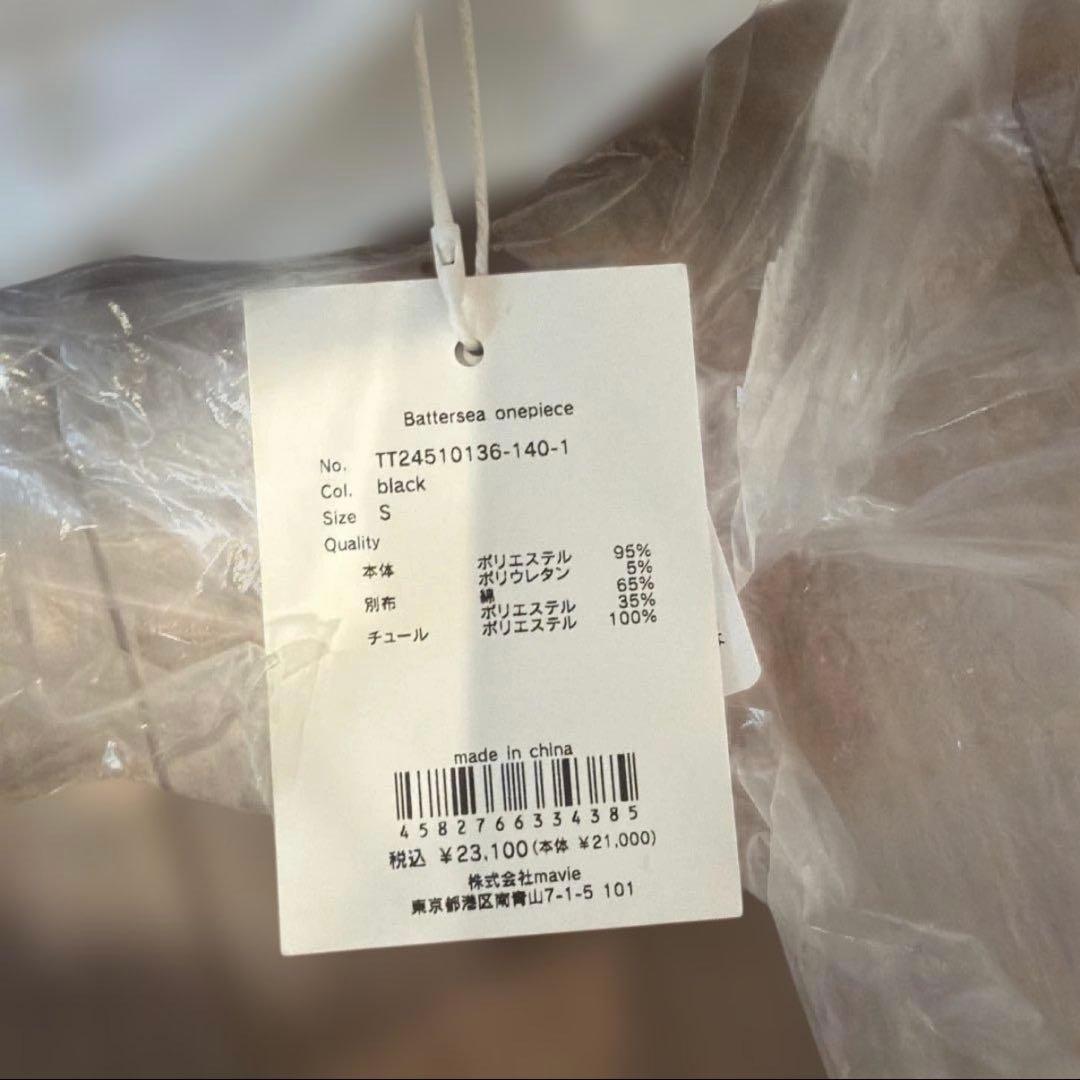 Battersea onepiece
No. TT24510136-140-1
Col. black
Size S
Quality
本体 ポリエステル 95%
ポリウレタン 5%
別布 綿 65%
ポリエステル 35%
チュール ポリエステル 100%
made in china
4582766334385
税込 ¥23,100(本体 ¥21,000)
株式会社mavie
東京都港区南青山7-1-5 101